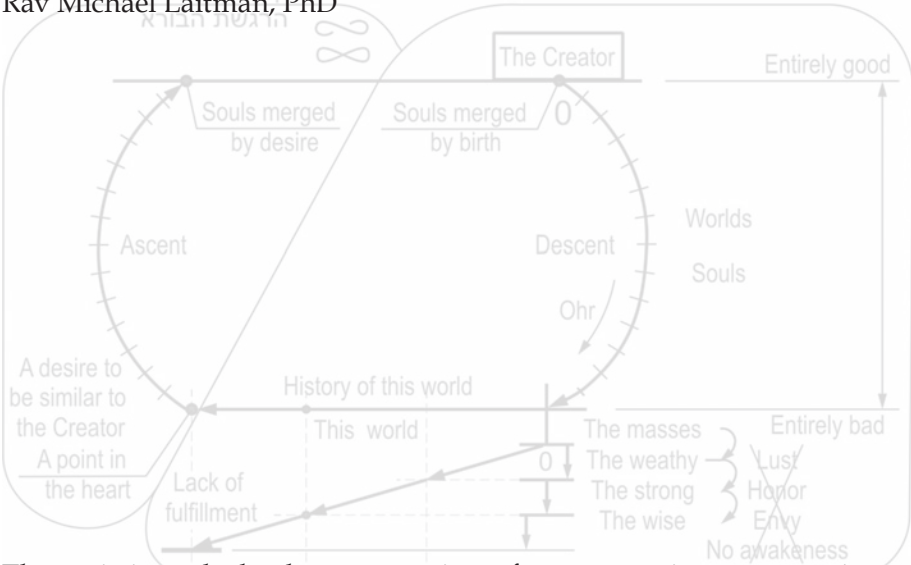 Rav Michael Laitman, PhD
הרגשת הבורא
The Creator
Entirely good
Souls merged
by desire
Souls merged
by birth
0
Worlds
Ascent
Descent
Souls
Ohr
A desire to
be similar to
the Creator
History of this world
This world
Entirely bad
A point in
the heart
Lack of
fulfillment
0
The masses
The weathy
The strong
The wise
Lust
Honor
Envy
No awakeness